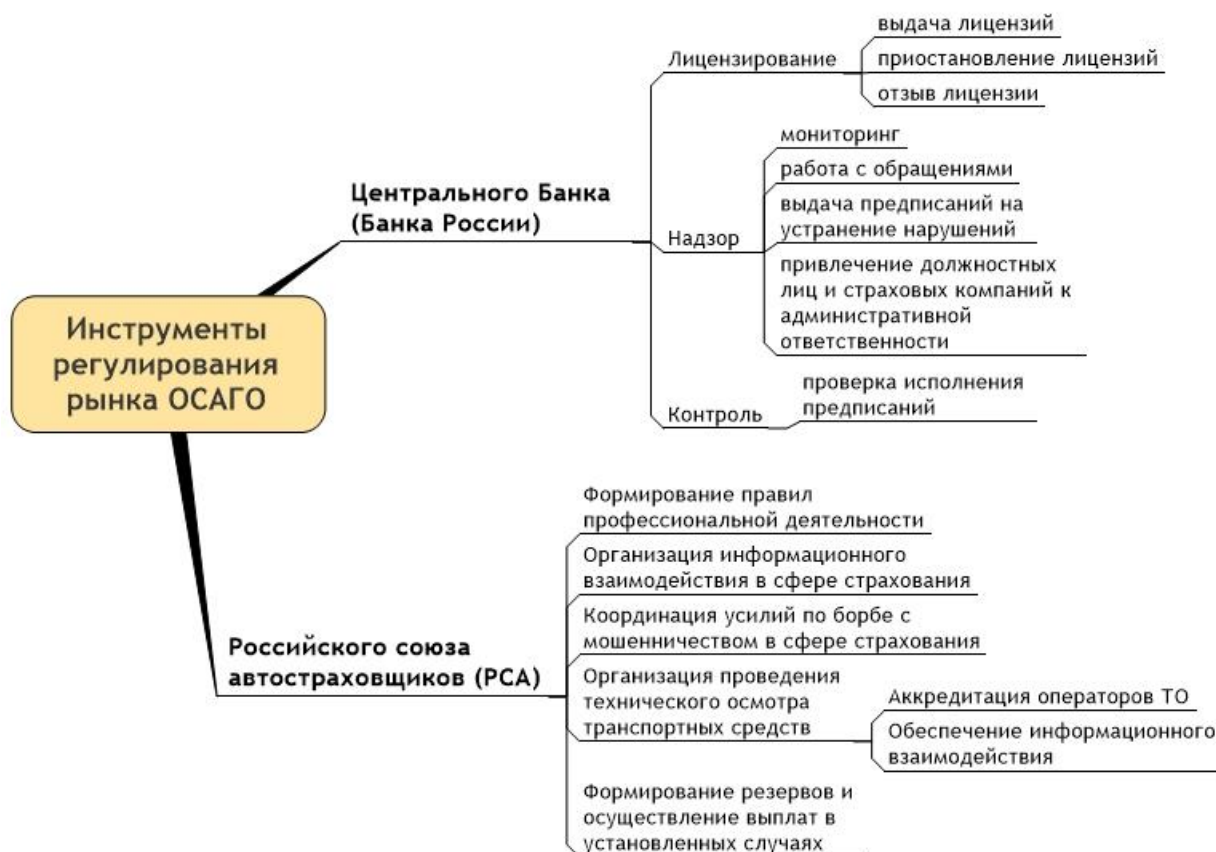 Инструменты
регулирования
рынка ОСАГО
Центрального Банка
(Банка России)
Лицензирование
выдача лицензий
приостановление лицензий
отзыв лицензии
Надзор
мониторинг
работа с обращениями
выдача предписаний на
устранение нарушений
привлечение должностных
лиц и страховых компаний к
административной
ответственности
Контроль
проверка исполнения
предписаний
Российского союза
автостраховщиков (РСА)
Формирование правил
профессиональной деятельности
Организация информационного
взаимодействия в сфере страхования
Координация усилий по борбе с
мошенничеством в сфере страхования
Организация проведения
технического осмотра
транспортных средств
Аккредитация операторов ТО
Обеспечение информационного
взаимодействия
Формирование резервов и
осуществление выплат в
установленных случаях